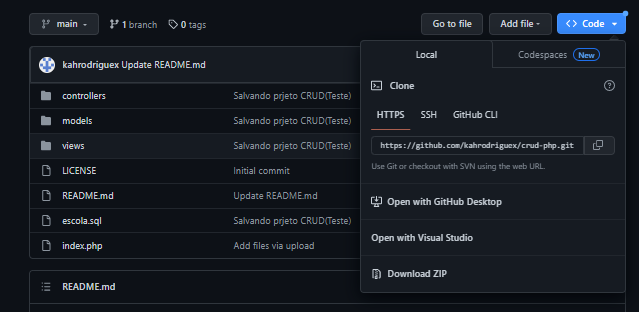 main
1 branch
0 tags
Go to file
Add file
Code
kahrodriguex Update README.md
controllers Salvando prjeto CRUD(Teste)
models Salvando prjeto CRUD(Teste)
views Salvando prjeto CRUD(Teste)
LICENSE Initial commit
README.md Update README.md
escola.sql Salvando prjeto CRUD(Teste)
index.php Add files via upload
README.md
Local
Codespaces New
Clone
HTTPS SSH GitHub CLI
https://github.com/kahrodriguex/crud-php.git
Use Git or checkout with SVN using the web URL.
Open with GitHub Desktop
Open with Visual Studio
Download ZIP